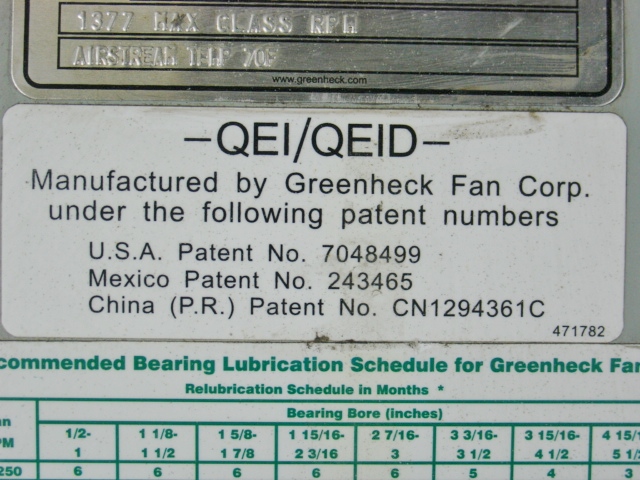 1377 MAX CLASS RPM
AIRSTREAM TEMP 70F
www.greenheck.com
-QEI/QEID-
Manufactured by Greenheck Fan Corp.
under the following patent numbers
U.S.A. Patent No. 7048499
Mexico Patent No. 243465
China (P.R.) Patent No. CN1294361C
471782
commended Bearing Lubrication Schedule for Greenheck Fan
Relubrication Schedule in Months *
an
PM
Bearing Bore (inches)
1/2- 1 1/8- 1 5/8- 1 15/16- 2 7/16- 3 3/16- 3 15/16- 4 15/
1 1 1/2 1 7/8 2 3/16 3 3 1/2 4 1/2 5 1/
250 6 6 6 6 6 5 4 3